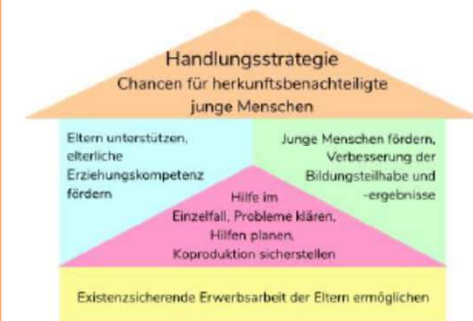 Handlungsstrategie
Chancen für herkunftsbenachteiligte
junge Menschen
Eltern unterstützen,
elterliche
Erziehungskompetenz
fördern
Junge Menschen fördern,
Verbesserung der
Bildungsteilhabe und
-ergebnisse
Hilfe im
Einzelfall, Probleme klären,
Hilfen planen,
Koproduktion sicherstellen
Existenzsicherende Erwerbsarbeit der Eltern ermöglichen